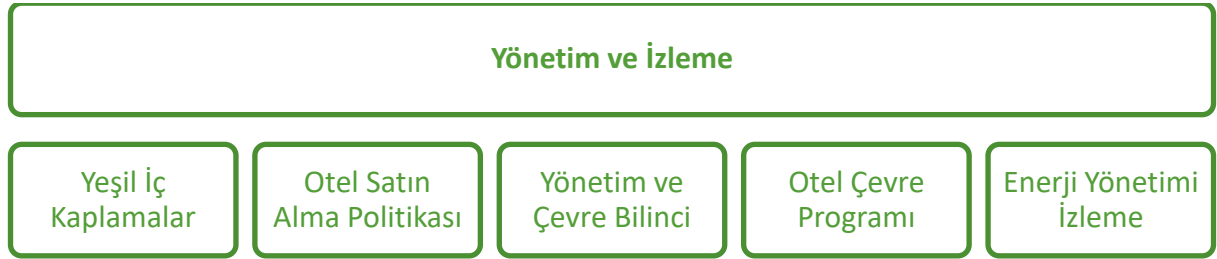 Yönetim ve İzleme
Yeşil İç
Kaplamalar
Otel Satın
Alma Politikası
Yönetim ve
Çevre Bilinci
Otel Çevre
Programı
Enerji Yönetimi
İzleme